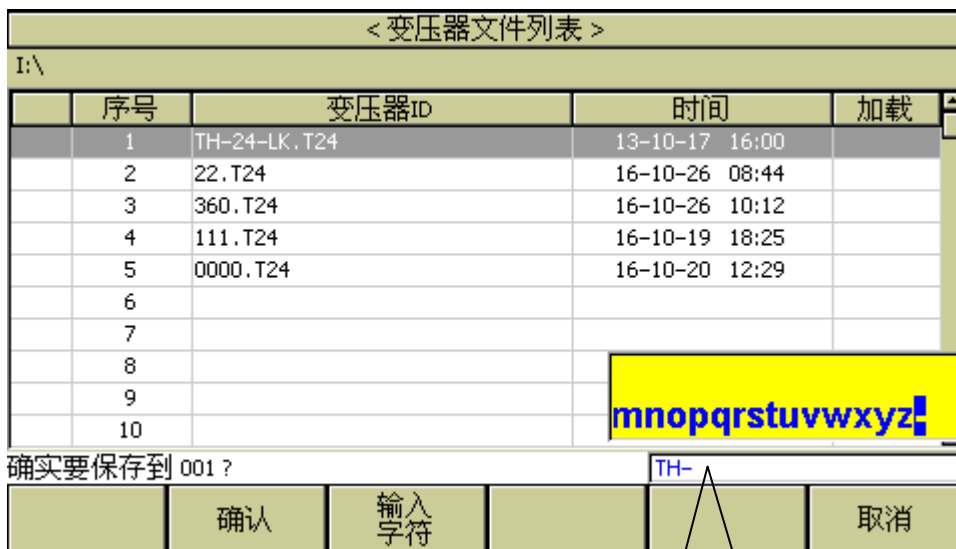 <变压器文件列表>
I:\
序号 变压器ID 时间 加载
1 TH-24-LK.T24 13-10-17 16:00
2 22.T24 16-10-26 08:44
3 360.T24 16-10-26 10:12
4 111.T24 16-10-19 18:25
5 0000.T24 16-10-20 12:29
6
7
8
9
10
mnopqrstuvwxyz
确实要保存到 001 ? TH-
确认 输入字符 取消